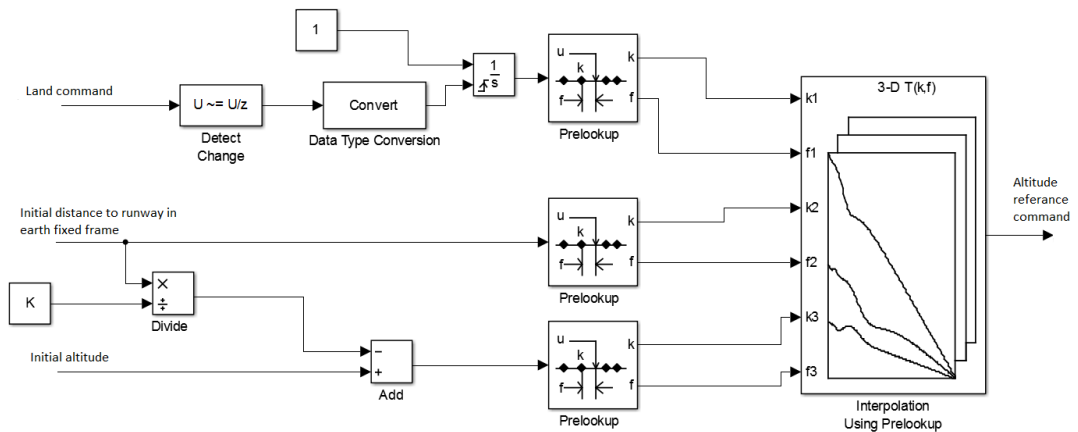 1
Land command
U ~= U/z
Detect
Change
Convert
Data Type Conversion
1
s
u
k
f
k
f
Prelookup
3-D T(k,f)
k1
f1
k2
f2
k3
f3
Interpolation
Using Prelookup
Altitude
referance
command
Initial distance to runway in
earth fixed frame
u
k
f
k
f
Prelookup
K
×
÷
Divide
Initial altitude
−
+
Add
u
k
f
k
f
Prelookup